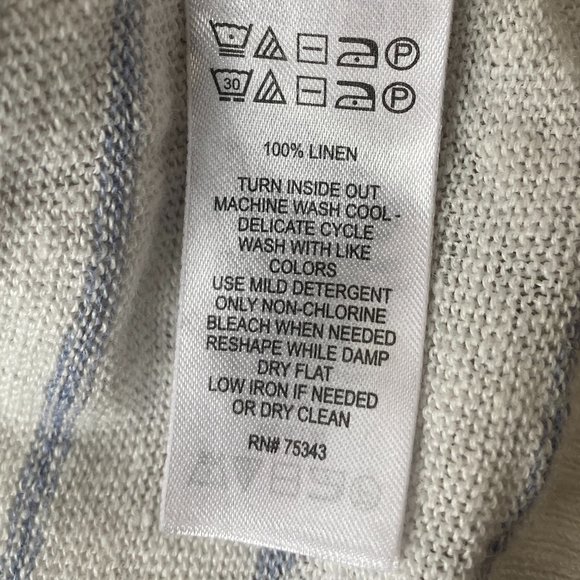 P
30 P
100% LINEN
TURN INSIDE OUT
MACHINE WASH COOL -
DELICATE CYCLE
WASH WITH LIKE
COLORS
USE MILD DETERGENT
ONLY NON-CHLORINE
BLEACH WHEN NEEDED
RESHAPE WHILE DAMP
DRY FLAT
LOW IRON IF NEEDED
OR DRY CLEAN
RN# 75343